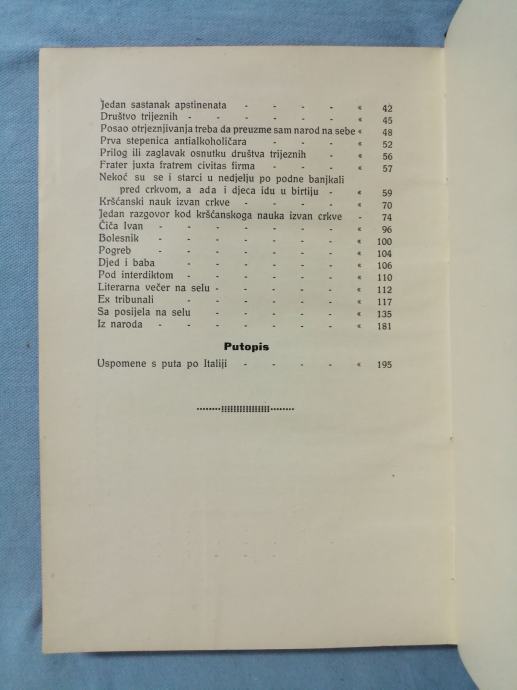 Jedan sastanak apstinenata - - - - « 42
Društvo trijeznih - - - - - - « 45
Posao otrježnjivanja treba da preuzme sam narod na sebe « 48
Prva stepenica antialkoholičara - - - - « 52
Prilog ili zaglavak osnutku društva trijeznih - - « 56
Frater juxta fratrem civitas firma - - - « 57
Nekoć su se i starci u nedjelju po podne banjkali
pred crkvom, a ada i djeca idu u birtiju - « 59
Kršćanski nauk izvan crkve - - - - « 70
Jedan razgovor kod kršćanskoga nauka izvan crkve - 74
Čiča Ivan - - - - - - - « 96
Bolesnik - - - - - - - « 100
Pogreb - - - - - - - « 104
Djed i baba - - - - - - « 106
Pod interdiktom - - - - - - « 110
Literarna večer na selu - - - - - « 112
Ex tribunali - - - - - - « 117
Sa posijela na selu - - - - - « 135
Iz naroda - - - - - - - « 181
Putopis
Uspomene s puta po Italiji - - - - « 195